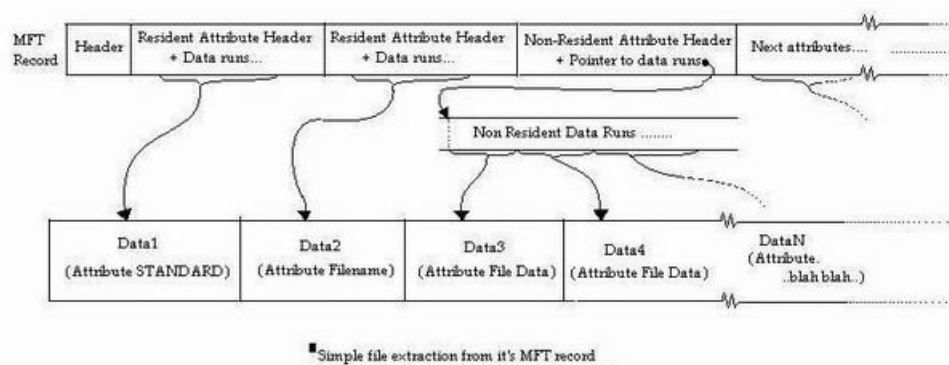 MFT
Record
Header
Resident Attribute Header
+ Data runs...
Resident Attribute Header
+ Data runs...
Non-Resident Attribute Header
+ Pointer to data runs
Next attributes....
Non Resident Data Runs ........
Data1
(Attribute STANDARD)
Data2
(Attribute Filename)
Data3
(Attribute File Data)
Data4
(Attribute File Data)
DataN
(Attribute.
..blah blah..)
Simple file extraction from it's MFT record